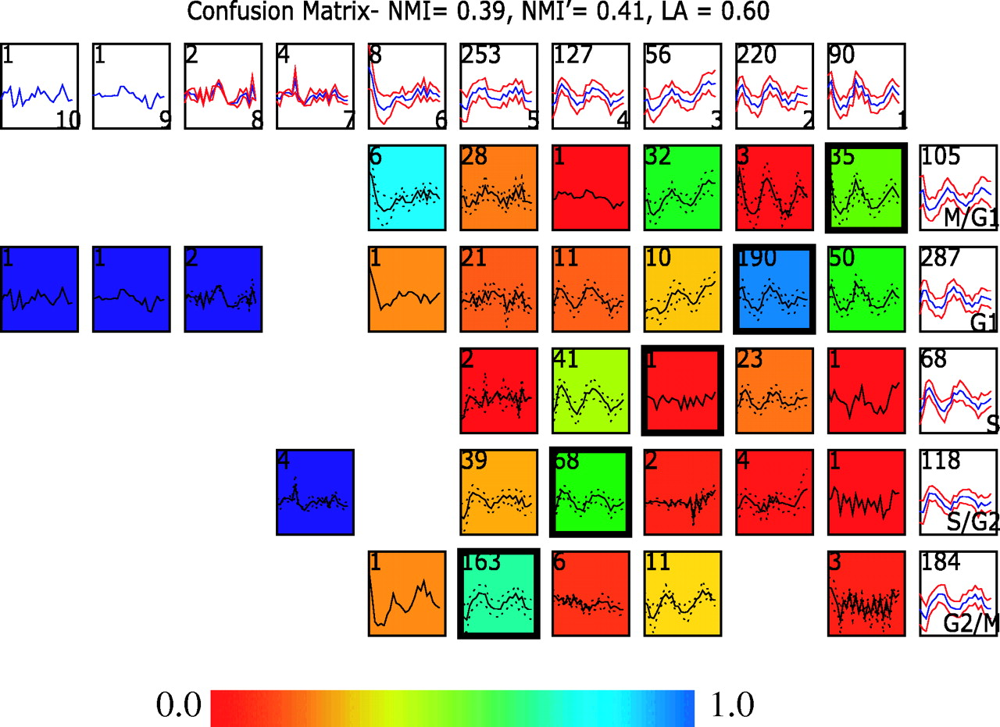 Confusion Matrix- NMI= 0.39, NMI′= 0.41, LA = 0.60
1 1 2 4 8 253 127 56 220 90
10 9 8 7 6 5 4 3 2 1
6 28 1 32 3 35 105
M/G1
1 1 2 1 21 11 10 190 50 287
G1
2 41 1 23 1 68
S
4 39 68 2 4 1 118
S/G2
1 163 6 11 3 184
G2/M
0.0 1.0